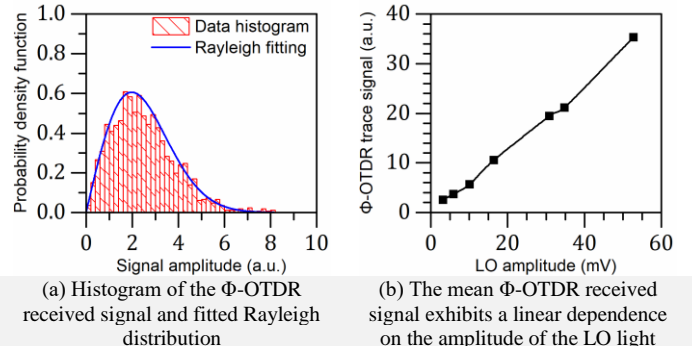 (a)
1.0
0.8
0.6
0.4
0.2
0.0
Probability density function
Data histogram
Rayleigh fitting
0 2 4 6 8 10
Signal amplitude (a.u.)
(a) Histogram of the Φ-OTDR
received signal and fitted Rayleigh
distribution
(b)
40
30
20
10
0
Φ-OTDR trace signal (a.u.)
0 20 40 60
LO amplitude (mV)
(b) The mean Φ-OTDR received
signal exhibits a linear dependence
on the amplitude of the LO light